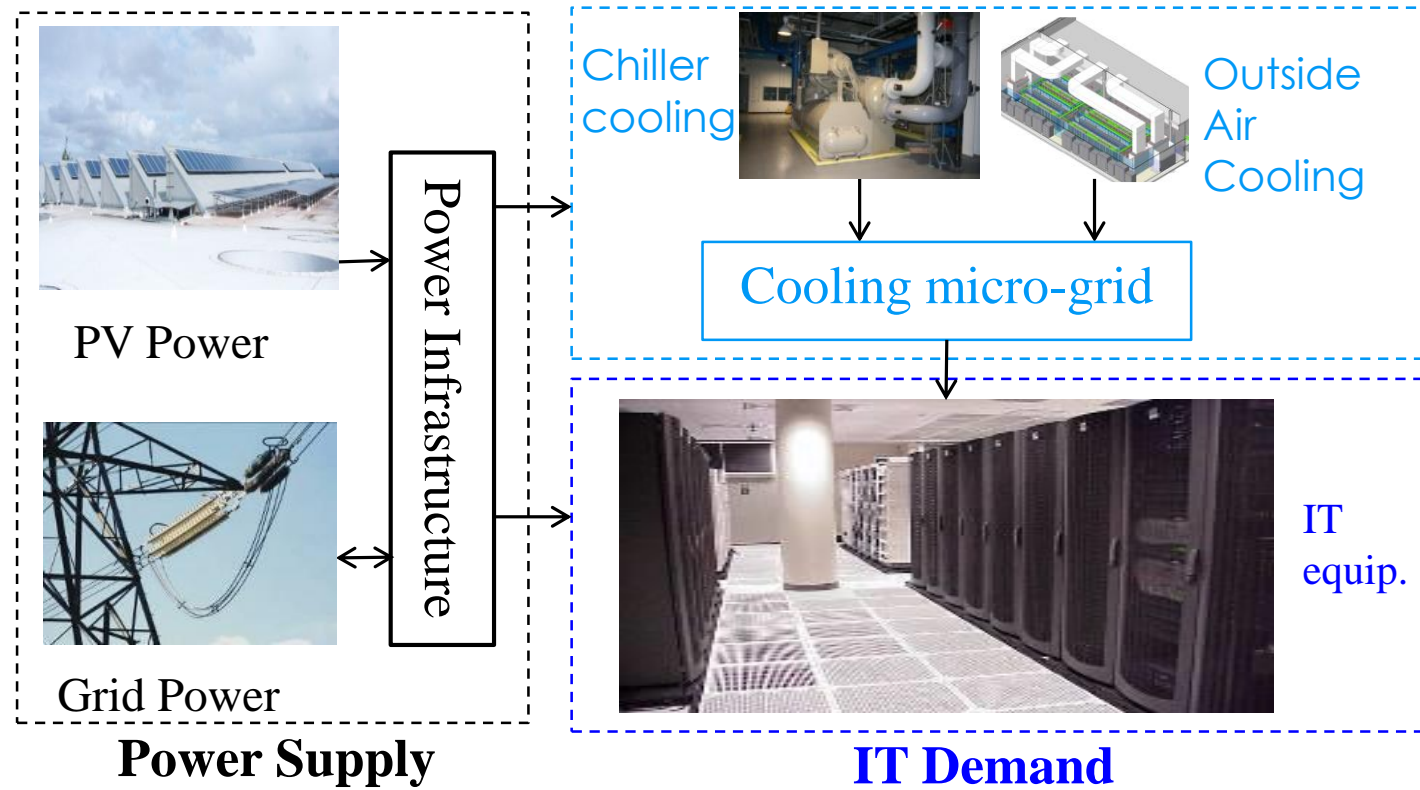 Chiller
cooling
Outside
Air
Cooling
Power Infrastructure
Cooling micro-grid
PV Power
IT
equip.
Grid Power
Power Supply
IT Demand